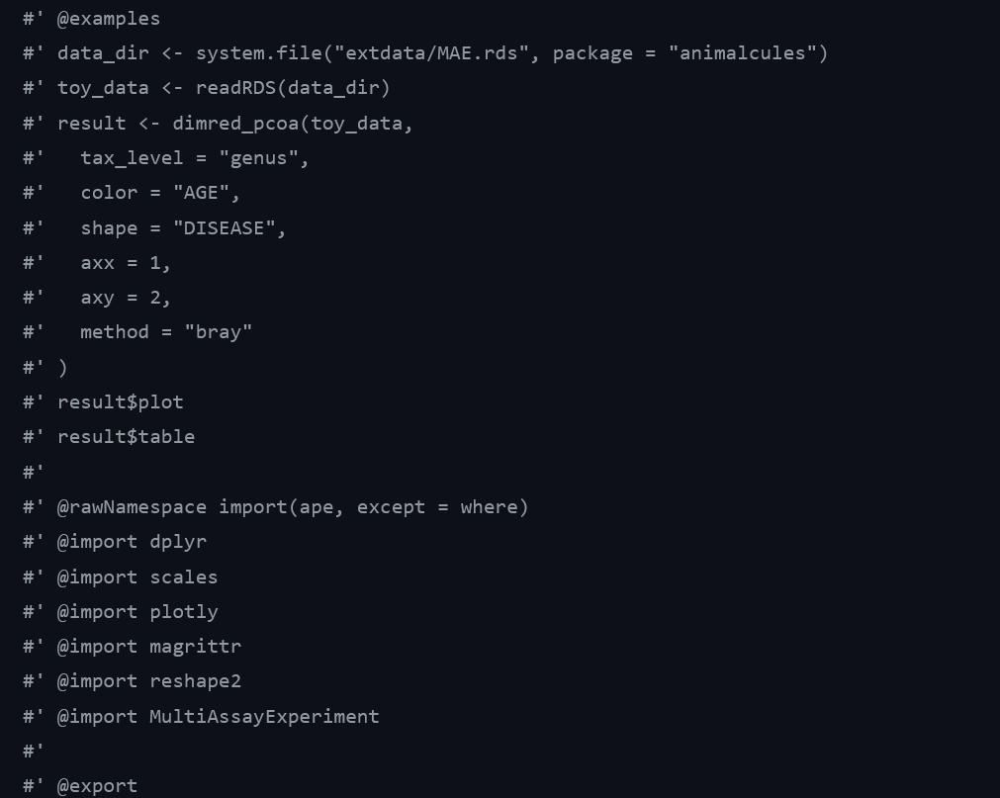 #' @examples
#' data_dir <- system.file("extdata/MAE.rds", package = "animalcules")
#' toy_data <- readRDS(data_dir)
#' result <- dimred_pcoa(toy_data,
#'   tax_level = "genus",
#'   color = "AGE",
#'   shape = "DISEASE",
#'   axx = 1,
#'   axy = 2,
#'   method = "bray"
#' )
#' result$plot
#' result$table
#'
#' @rawNamespace import(ape, except = where)
#' @import dplyr
#' @import scales
#' @import plotly
#' @import magrittr
#' @import reshape2
#' @import MultiAssayExperiment
#'
#' @export